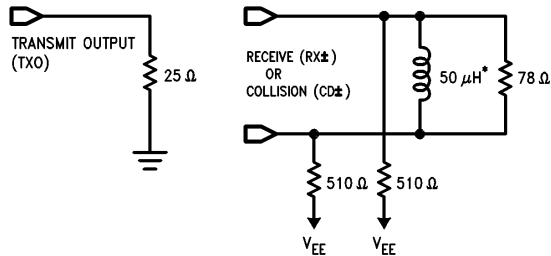 TRANSMIT OUTPUT
(TXO)
25 Ω
RECEIVE (RX±)
OR
COLLISION (CD±)
50 μH*
78 Ω
510 Ω
510 Ω
VEE
VEE